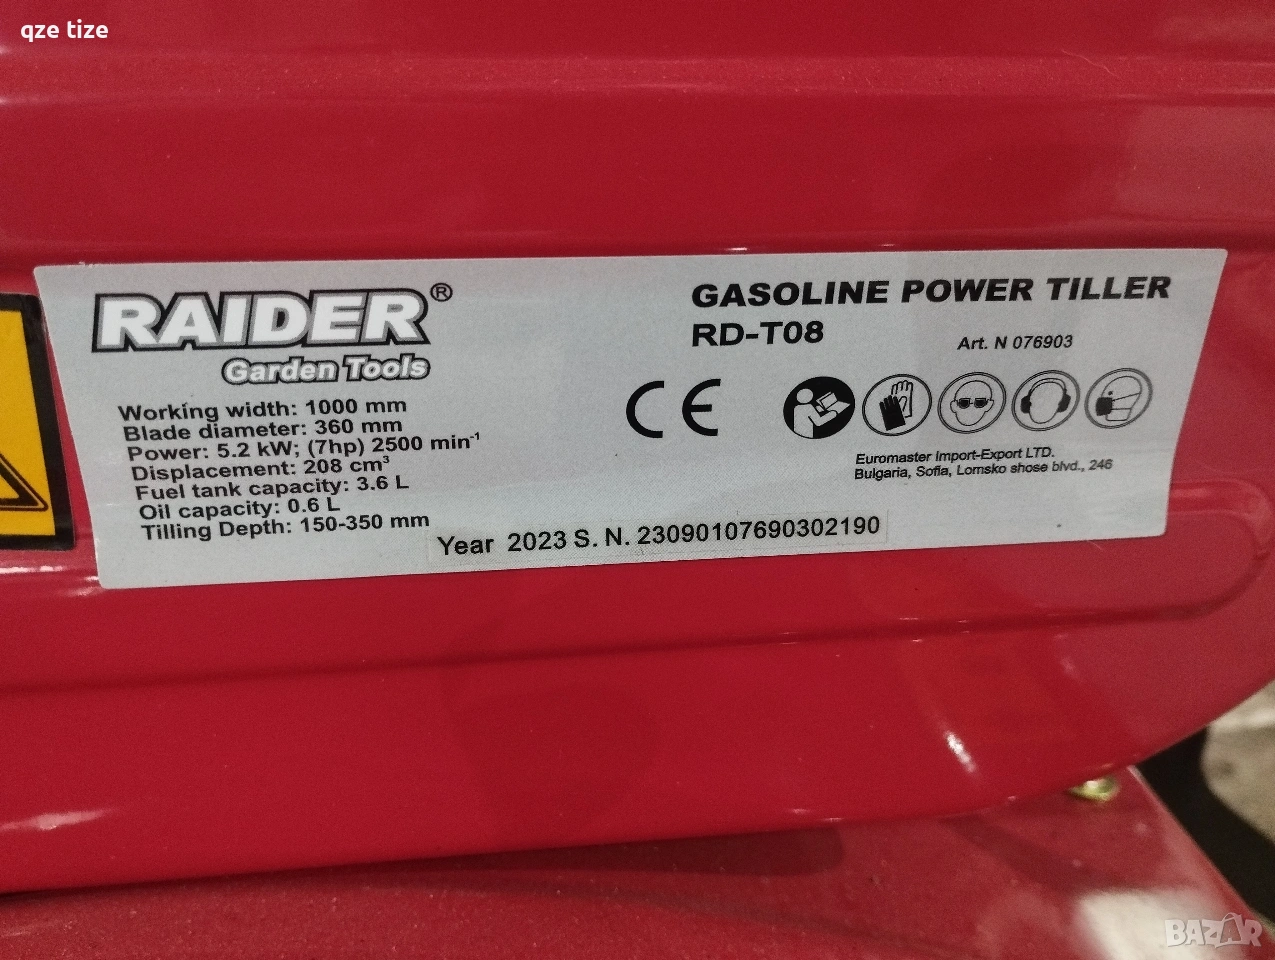 qze tize
RAIDER®
Garden Tools
Working width: 1000 mm
Blade diameter: 360 mm
Power: 5.2 kW; (7hp) 2500 min⁻¹
Displacement: 208 cm³
Fuel tank capacity: 3.6 L
Oil capacity: 0.6 L
Tilling Depth: 150-350 mm
GASOLINE POWER TILLER
RD-T08
Art. N 076903
CE
Euromaster Import-Export LTD.
Bulgaria, Sofia, Lomsko shose blvd., 246
Year 2023 S. N. 23090107690302190
BAZAR